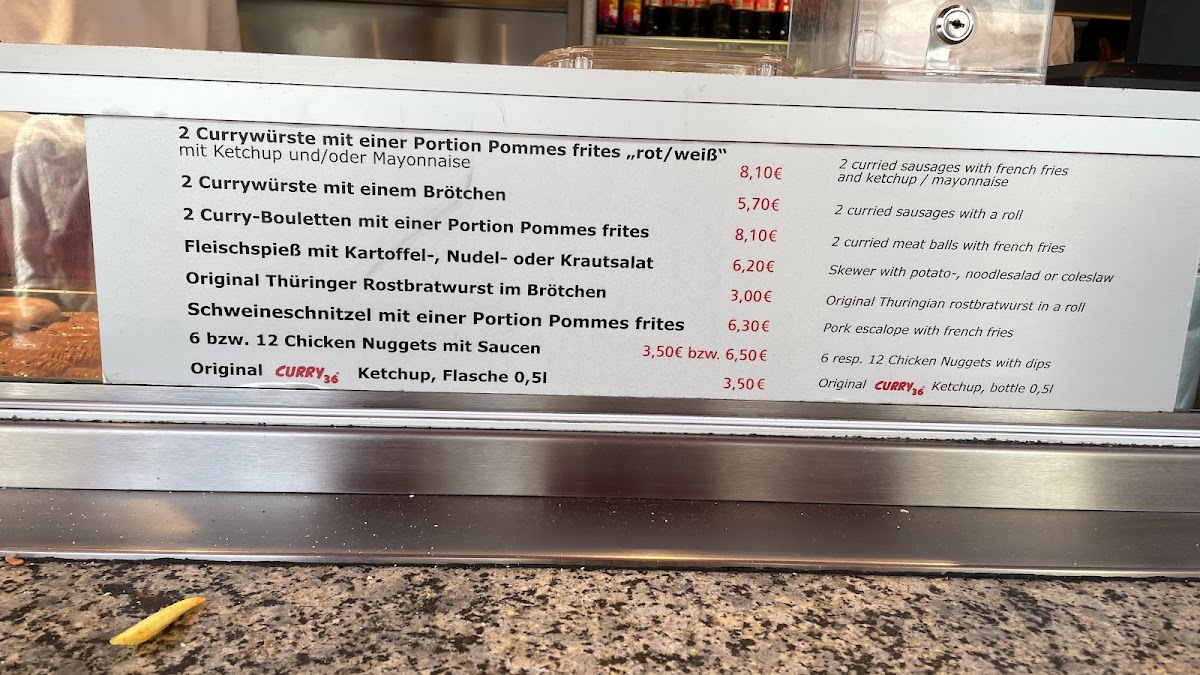 2 Currywürste mit einer Portion Pommes frites „rot/weiß“
mit Ketchup und/oder Mayonnaise 8,10€ 2 curried sausages with french fries
and ketchup / mayonnaise
2 Currywürste mit einem Brötchen 5,70€ 2 curried sausages with a roll
2 Curry-Bouletten mit einer Portion Pommes frites 8,10€ 2 curried meat balls with french fries
Fleischspieß mit Kartoffel-, Nudel- oder Krautsalat 6,20€ Skewer with potato-, noodlesalad or coleslaw
Original Thüringer Rostbratwurst im Brötchen 3,00€ Original Thuringian rostbratwurst in a roll
Schweineschnitzel mit einer Portion Pommes frites 6,30€ Pork escalope with french fries
6 bzw. 12 Chicken Nuggets mit Saucen 3,50€ bzw. 6,50€ 6 resp. 12 Chicken Nuggets with dips
Original CURRY36 Ketchup, Flasche 0,5l 3,50€ Original CURRY36 Ketchup, bottle 0,5l